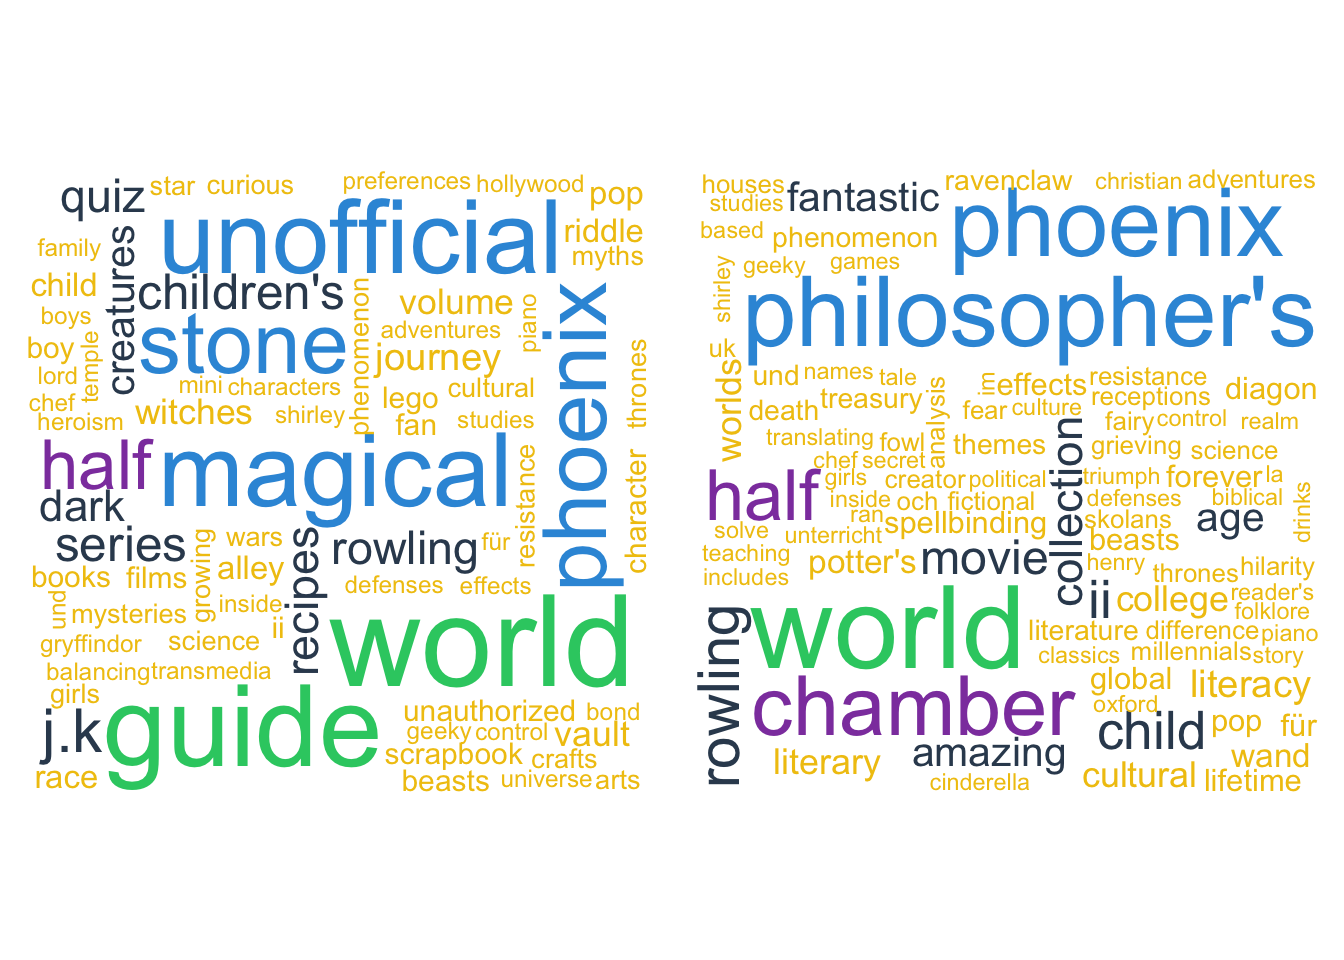 quiz
star
curious
preferences
hollywood
pop
unofficial
riddle
myths
family
creatures
children's
child
phenomenon
volume
piano
phoenix
boys
stone
adventures
boy
temple
journey
thrones
lord
mini
characters
lego
cultural
chef
witches
shirley
fan
studies
heroism
half
magical
resistance
character
dark
series
growing
wars
recipes
rowling
für
books
films
alley
defenses
effects
und
mysteries
inside
ii
gryffindor
science
world
balancing
transmedia
girls
j.k
guide
unauthorized
bond
geeky
control
vault
scrapbook
crafts
race
beasts
universe
arts
houses
fantastic
ravenclaw
christian
adventures
studies
phoenix
based
phenomenon
shirley
geeky
games
philosopher's
uk
worlds
und
names
tale
analysis
im
effects
resistance
diagon
death
treasury
fear
culture
receptions
collection
fairy
control
realm
translating
fowl
themes
grieving
science
chef
secret
half
girls
creator
political
triumph
forever
la
inside
och
fictional
defenses
biblical
drinks
ran
spellbinding
skolans
age
solve
unterricht
beasts
teaching
potter's
movie
henry
thrones
hilarity
includes
ii
college
reader's
folklore
rowling
world
literature
difference
piano
classics
millennials
story
chamber
global
literacy
oxford
child
pop
für
literary
amazing
wand
cinderella
cultural
lifetime